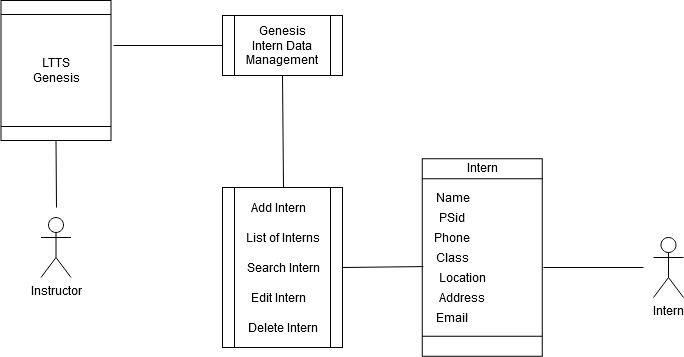 LTTS
Genesis
Genesis
Intern Data
Management
Instructor
Add Intern
List of Interns
Search Intern
Edit Intern
Delete Intern
Intern
Name
PSid
Phone
Class
Location
Address
Email
Intern